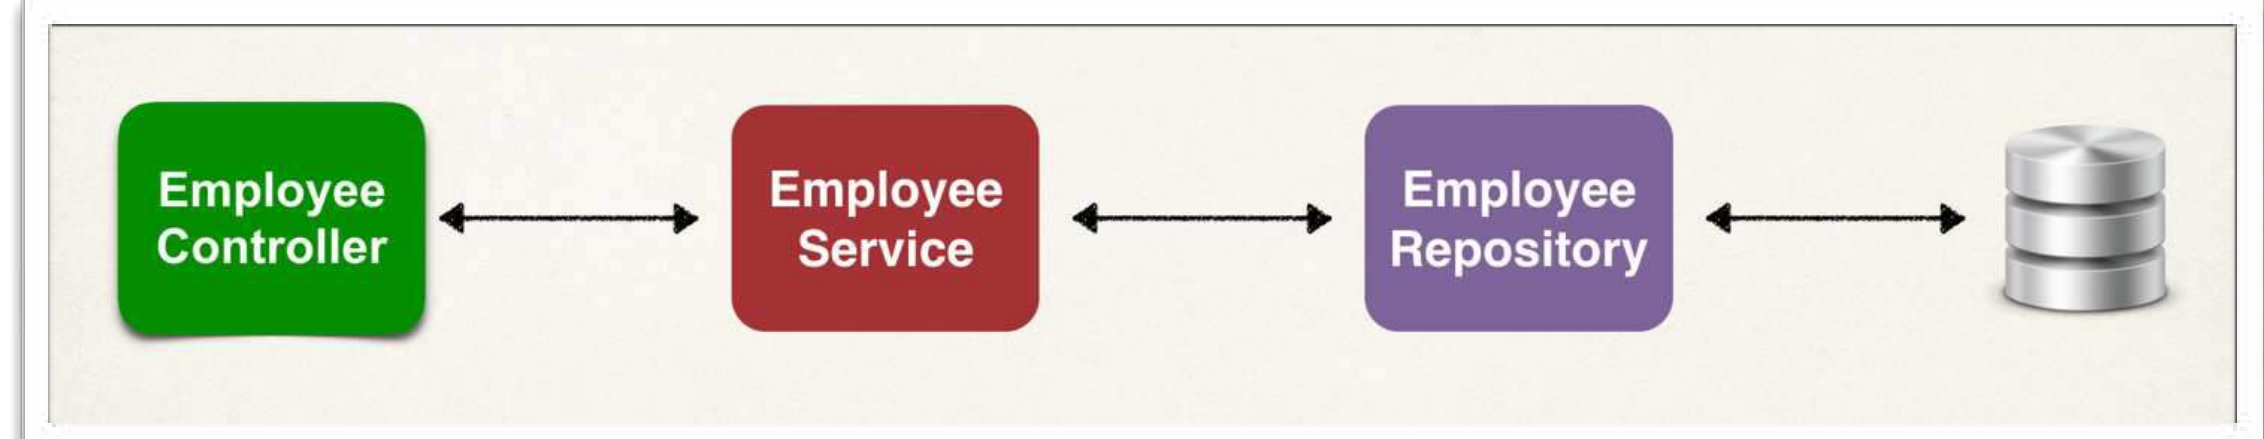 Employee
Controller
Employee
Service
Employee
Repository